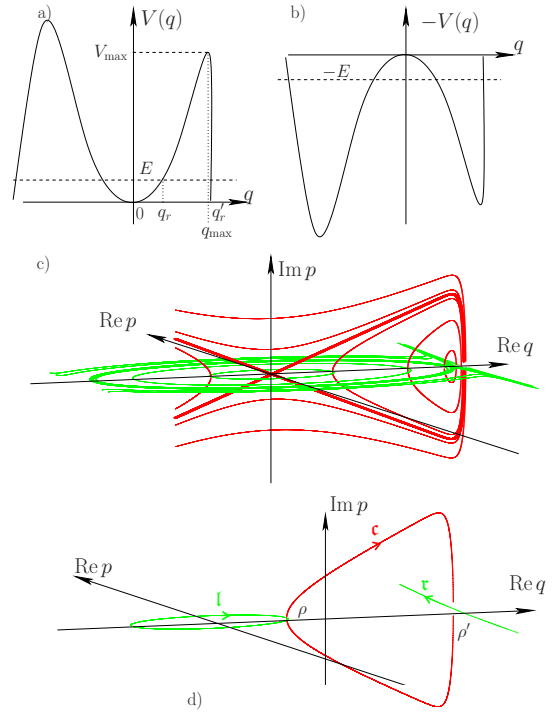 a)
V(q)
V_max
E
q
0
q_r
q'_r
q_max
b)
−V(q)
q
−E
c)
Im p
Re p
Re q
Im p
𝔠
Re p
𝔩
ρ
𝔯
Re q
ρ′
d)